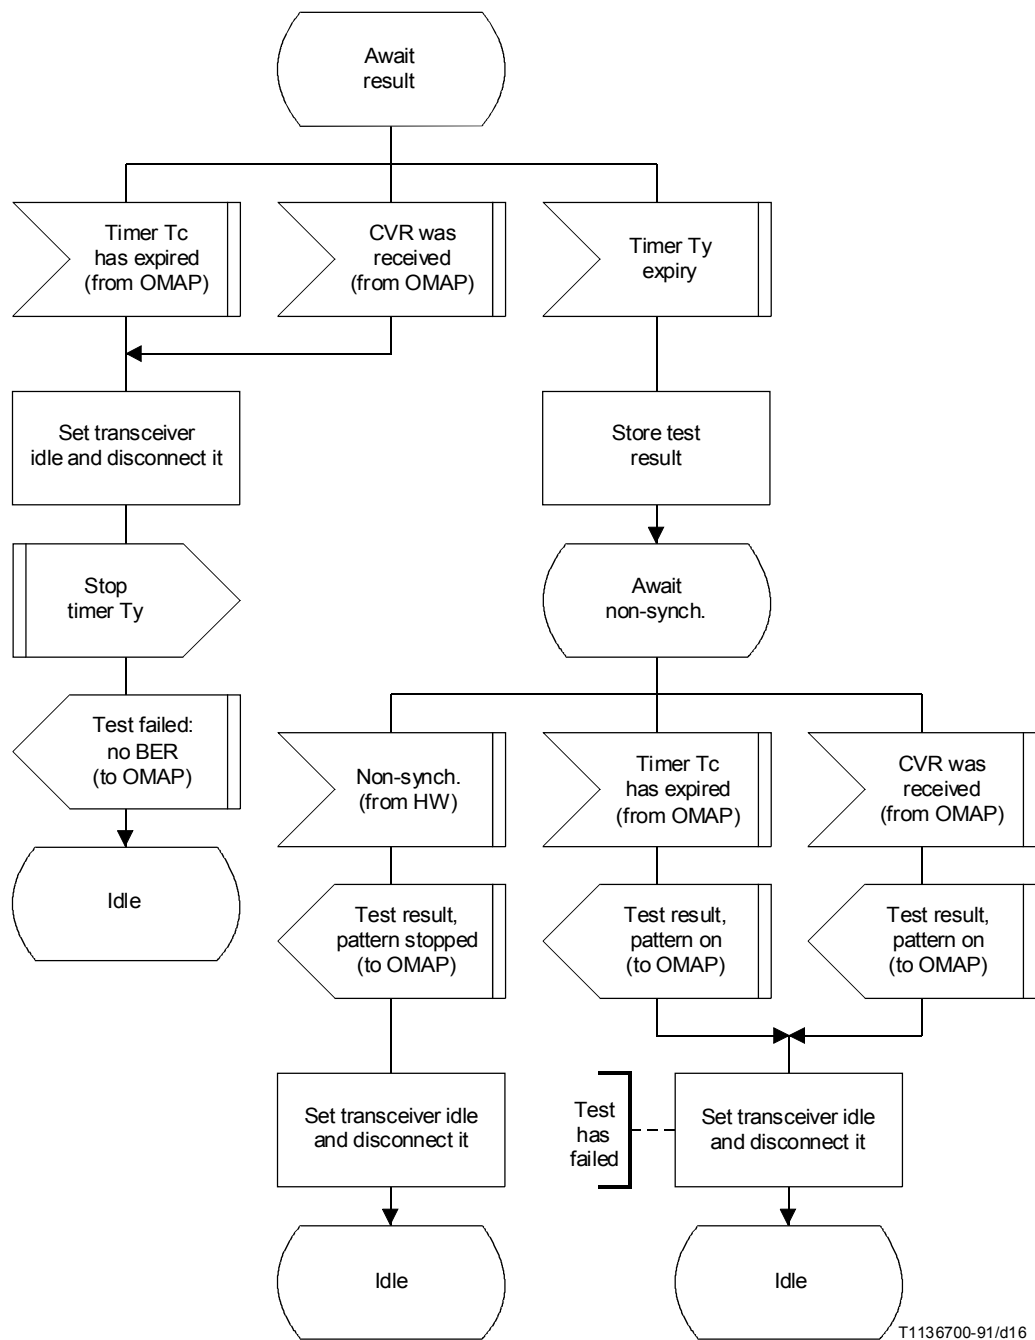 Await
result
Timer Tc
has expired
(from OMAP)
CVR was
received
(from OMAP)
Timer Ty
expiry
Set transceiver
idle and disconnect it
Store test
result
Stop
timer Ty
Await
non-synch.
Test failed:
no BER
(to OMAP)
Non-synch.
(from HW)
Timer Tc
has expired
(from OMAP)
CVR was
received
(from OMAP)
Idle
Test result,
pattern stopped
(to OMAP)
Test result,
pattern on
(to OMAP)
Test result,
pattern on
(to OMAP)
Set transceiver idle
and disconnect it
Test
has
failed
Set transceiver idle
and disconnect it
Idle
Idle
T1136700-91/d16